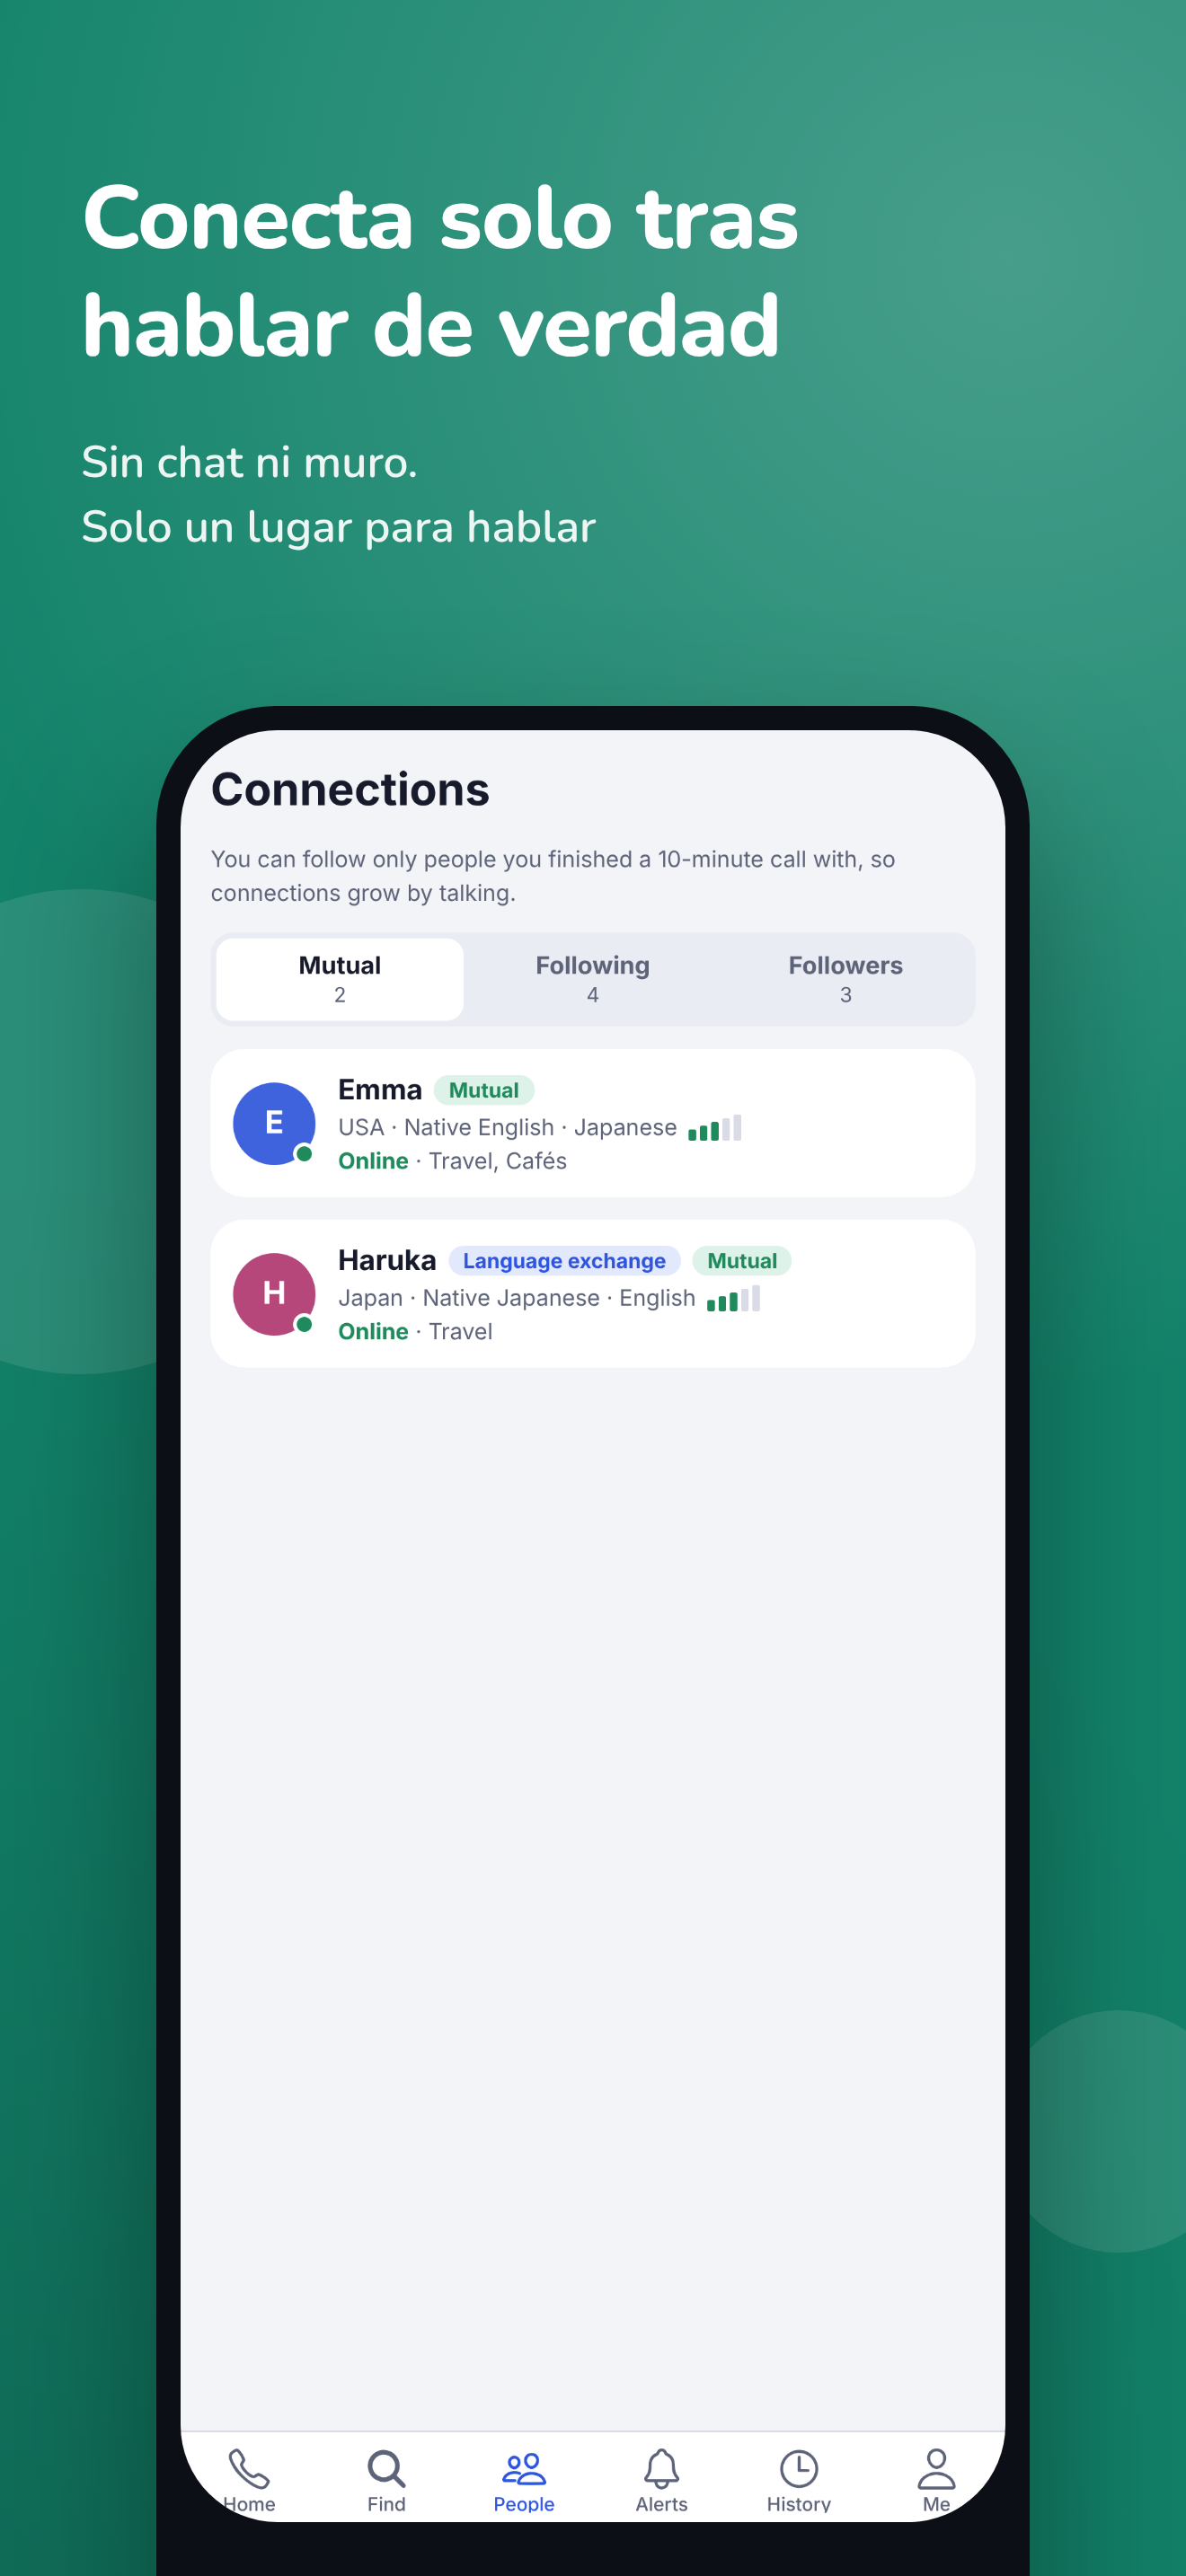 Conecta solo tras
hablar de verdad
Sin chat ni muro.
Solo un lugar para hablar
Connections
You can follow only people you finished a 10-minute call with, so
connections grow by talking.
Mutual
2
Following
4
Followers
3
E
Emma Mutual
USA · Native English · Japanese
Online · Travel, Cafés
H
Haruka Language exchange Mutual
Japan · Native Japanese · English
Online · Travel
Home Find People Alerts History Me